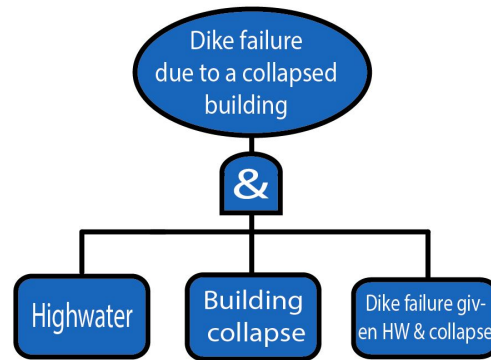 Dike failure
due to a collapsed
building
&
Highwater
Building
collapse
Dike failure giv-
en HW & collapse